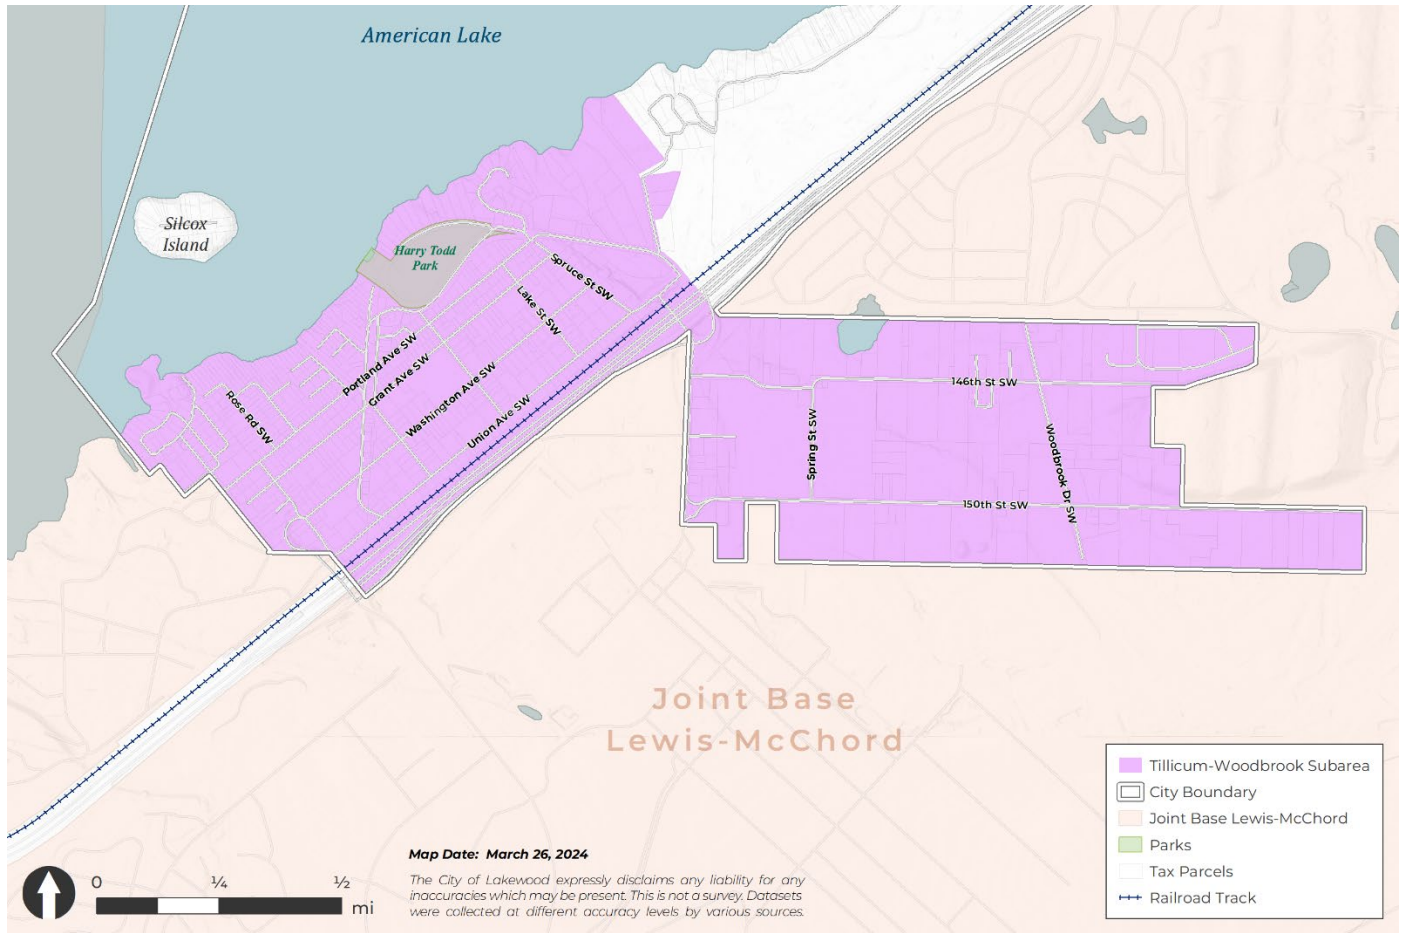 American Lake
Silcox
Island
Harry Todd
Park
Spruce St SW
Lake St SW
Portland Ave SW
Grant Ave SW
Washington Ave SW
Union Ave SW
Rose Rd SW
146th St SW
Spring St SW
Woodbrook Dr SW
150th St SW
Joint Base
Lewis-McChord
Tillicum-Woodbrook Subarea
City Boundary
Joint Base Lewis-McChord
Parks
Tax Parcels
Railroad Track
0 ¼ ½
mi
Map Date: March 26, 2024
The City of Lakewood expressly disclaims any liability for any
inaccuracies which may be present. This is not a survey. Datasets
were collected at different accuracy levels by various sources.